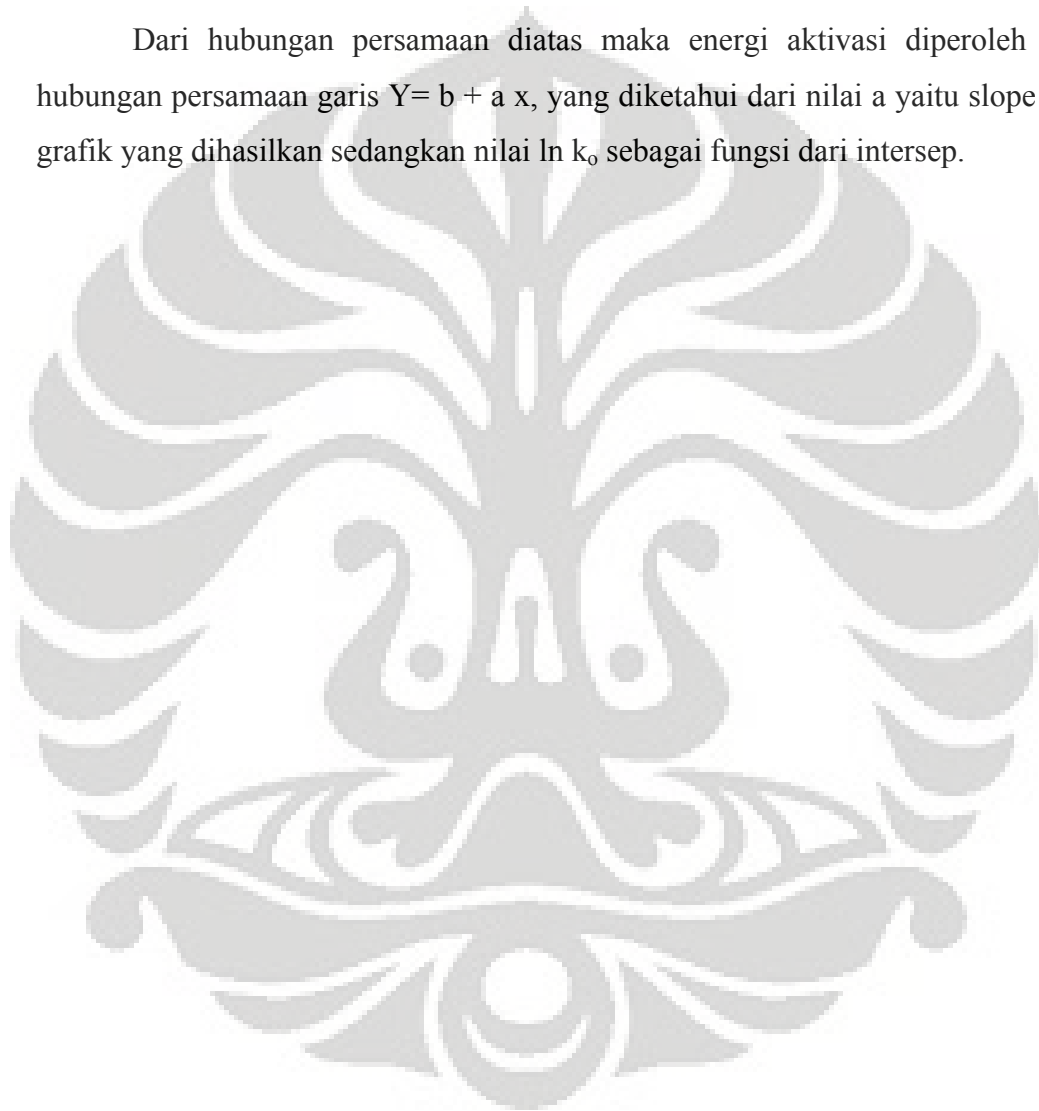 Dari hubungan persamaan diatas maka energi aktivasi diperoleh
hubungan persamaan garis Y= b + a x, yang diketahui dari nilai a yaitu slope
grafik yang dihasilkan sedangkan nilai ln kₒ sebagai fungsi dari intersep.